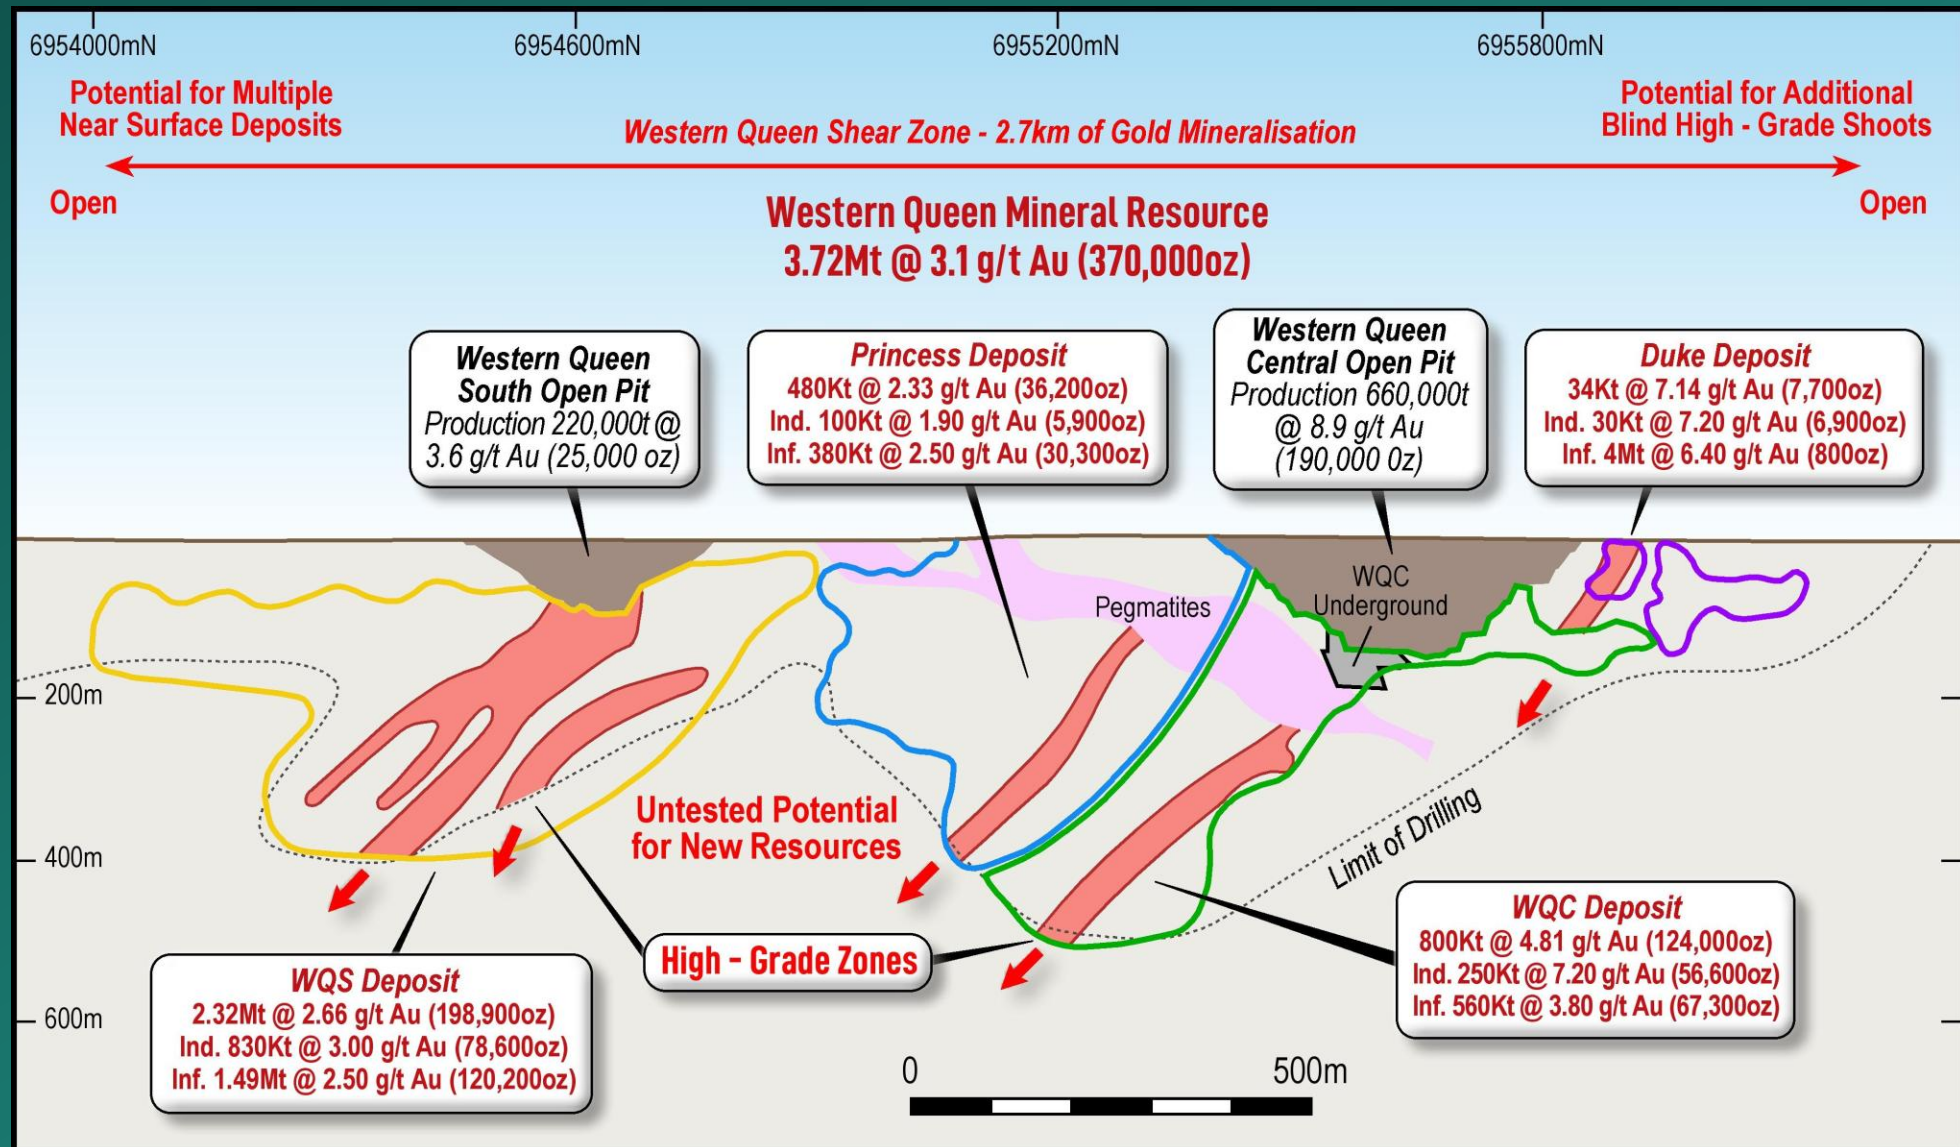 6954000mN
6954600mN
6955200mN
6955800mN
Potential for Multiple
Near Surface Deposits
Western Queen Shear Zone - 2.7km of Gold Mineralisation
Potential for Additional
Blind High - Grade Shoots
Open
Open
Western Queen Mineral Resource
3.72Mt @ 3.1 g/t Au (370,000oz)
Western Queen
South Open Pit
Production 220,000t @
3.6 g/t Au (25,000 oz)
Princess Deposit
480Kt @ 2.33 g/t Au (36,200oz)
Ind. 100Kt @ 1.90 g/t Au (5,900oz)
Inf. 380Kt @ 2.50 g/t Au (30,300oz)
Western Queen
Central Open Pit
Production 660,000t
@ 8.9 g/t Au
(190,000 0z)
Duke Deposit
34Kt @ 7.14 g/t Au (7,700oz)
Ind. 30Kt @ 7.20 g/t Au (6,900oz)
Inf. 4Mt @ 6.40 g/t Au (800oz)
WQC
Underground
Pegmatites
200m
Untested Potential
for New Resources
400m
Limit of Drilling
High - Grade Zones
WQC Deposit
800Kt @ 4.81 g/t Au (124,000oz)
Ind. 250Kt @ 7.20 g/t Au (56,600oz)
Inf. 560Kt @ 3.80 g/t Au (67,300oz)
WQS Deposit
2.32Mt @ 2.66 g/t Au (198,900oz)
Ind. 830Kt @ 3.00 g/t Au (78,600oz)
Inf. 1.49Mt @ 2.50 g/t Au (120,200oz)
600m
0
500m